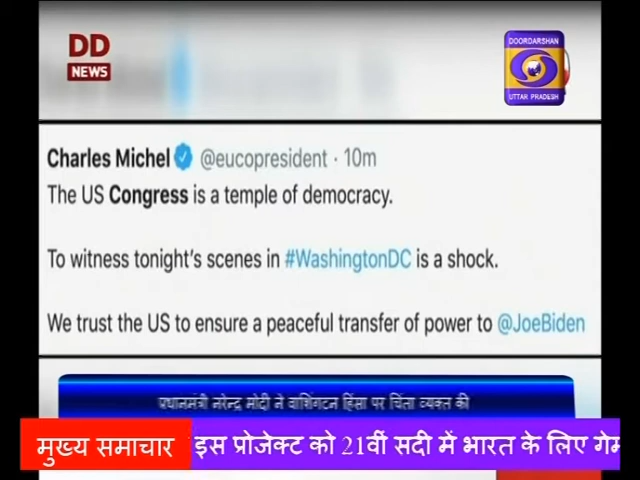 DD
NEWS
DOORDARSHAN
UTTAR PRADESH
Charles Michel @eucopresident · 10m
The US Congress is a temple of democracy.
To witness tonight's scenes in #WashingtonDC is a shock.
We trust the US to ensure a peaceful transfer of power to @JoeBiden
प्रधानमंत्री नरेन्द्र मोदी ने वाशिंगटन हिंसा पर चिंता व्यक्त की
मुख्य समाचार इस प्रोजेक्ट को 21वीं सदी में भारत के लिए गेम